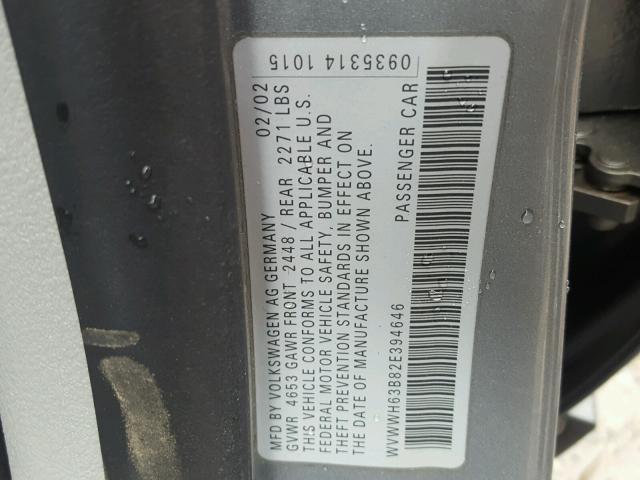 MFD BY VOLKSWAGEN AG GERMANY 02/02
GVWR 4653 GAWR FRONT 2448 / REAR 2271 LBS
THIS VEHICLE CONFORMS TO ALL APPLICABLE U.S.
FEDERAL MOTOR VEHICLE SAFETY, BUMPER AND
THEFT PREVENTION STANDARDS IN EFFECT ON
THE DATE OF MANUFACTURE SHOWN ABOVE.
WVWWH63B82E394646 PASSENGER CAR
0935314 1015